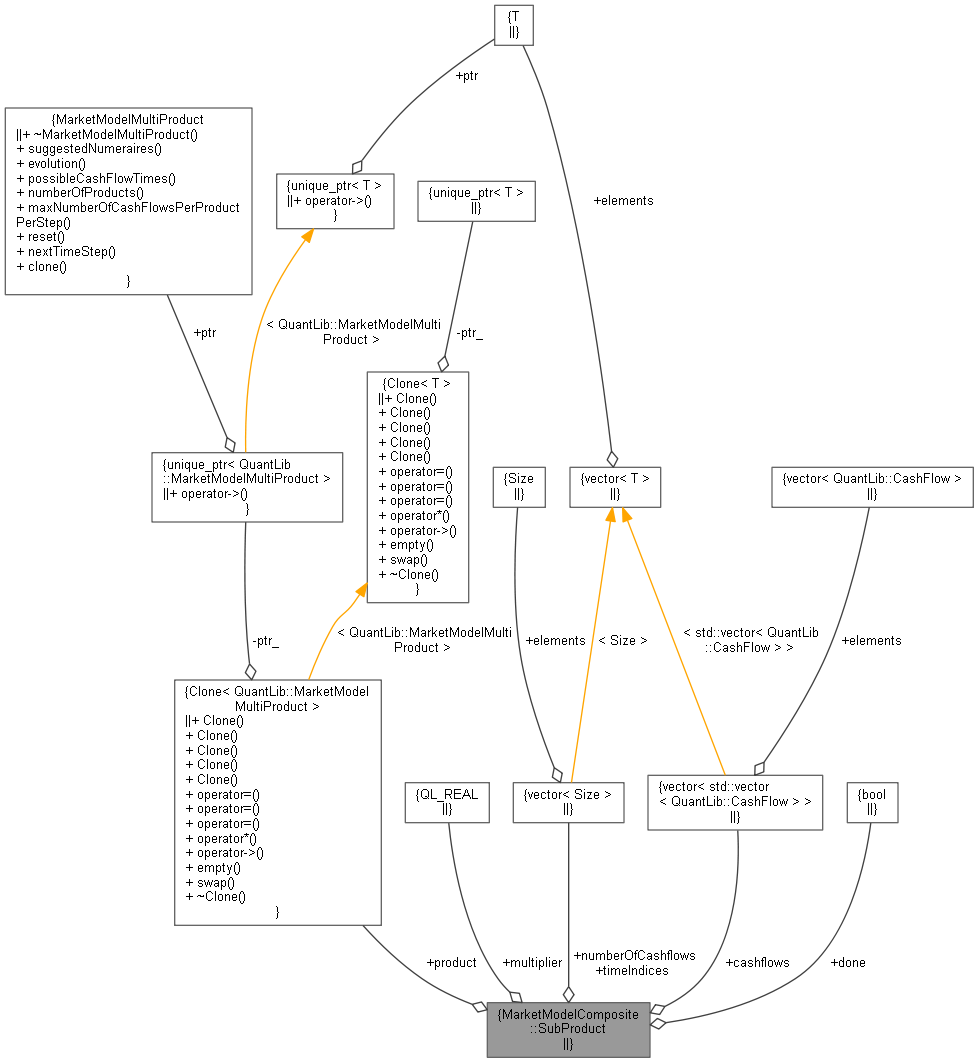 {T
||}
+ptr
{MarketModelMultiProduct
||+ ~MarketModelMultiProduct()
+ suggestedNumeraires()
+ evolution()
+ possibleCashFlowTimes()
+ numberOfProducts()
+ maxNumberOfCashFlowsPerProduct
PerStep()
+ reset()
+ nextTimeStep()
+ clone()
}
{unique_ptr< T >
||+ operator->()
}
{unique_ptr< T >
||}
+elements
+ptr
< QuantLib::MarketModelMulti
Product >
-ptr_
{Clone< T >
||+ Clone()
+ Clone()
+ Clone()
+ Clone()
+ Clone()
+ operator=()
+ operator=()
+ operator=()
+ operator*()
+ operator->()
+ empty()
+ swap()
+ ~Clone()
}
{unique_ptr< QuantLib
::MarketModelMultiProduct >
||+ operator->()
}
{Size
||}
{vector< T >
||}
{vector< QuantLib::CashFlow >
||}
-ptr_
< QuantLib::MarketModelMulti
Product >
+elements
< Size >
< std::vector< QuantLib
::CashFlow > >
+elements
{Clone< QuantLib::MarketModel
MultiProduct >
||+ Clone()
+ Clone()
+ Clone()
+ Clone()
+ Clone()
+ operator=()
+ operator=()
+ operator=()
+ operator*()
+ operator->()
+ empty()
+ swap()
+ ~Clone()
}
{QL_REAL
||}
{vector< Size >
||}
{vector< std::vector
< QuantLib::CashFlow > >
||}
{bool
||}
+product
+multiplier
+numberOfCashflows
+timeIndices
+cashflows
+done
{MarketModelComposite
::SubProduct
||}